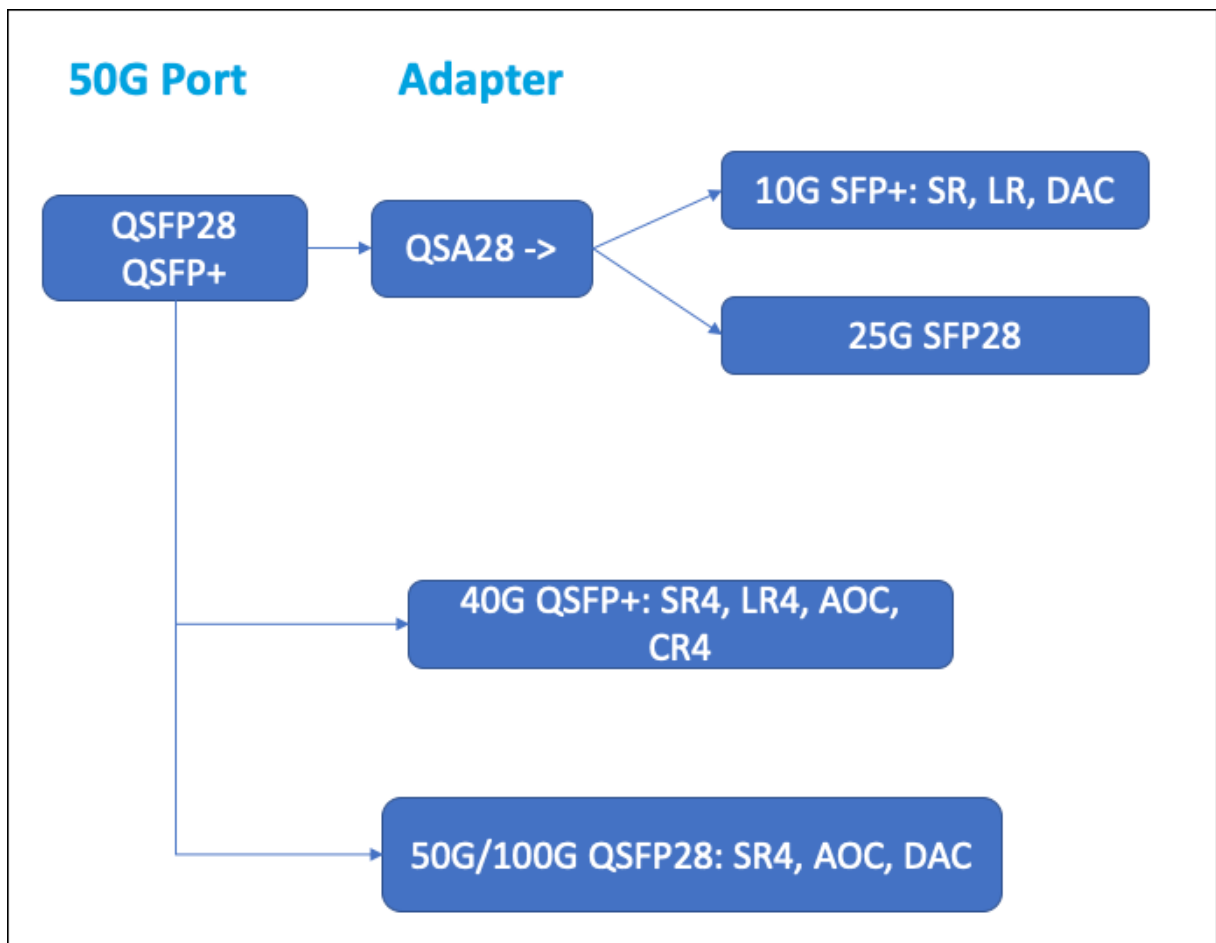 50G Port
Adapter
QSFP28
QSFP+
QSA28 ->
10G SFP+: SR, LR, DAC
25G SFP28
40G QSFP+: SR4, LR4, AOC,
CR4
50G/100G QSFP28: SR4, AOC, DAC